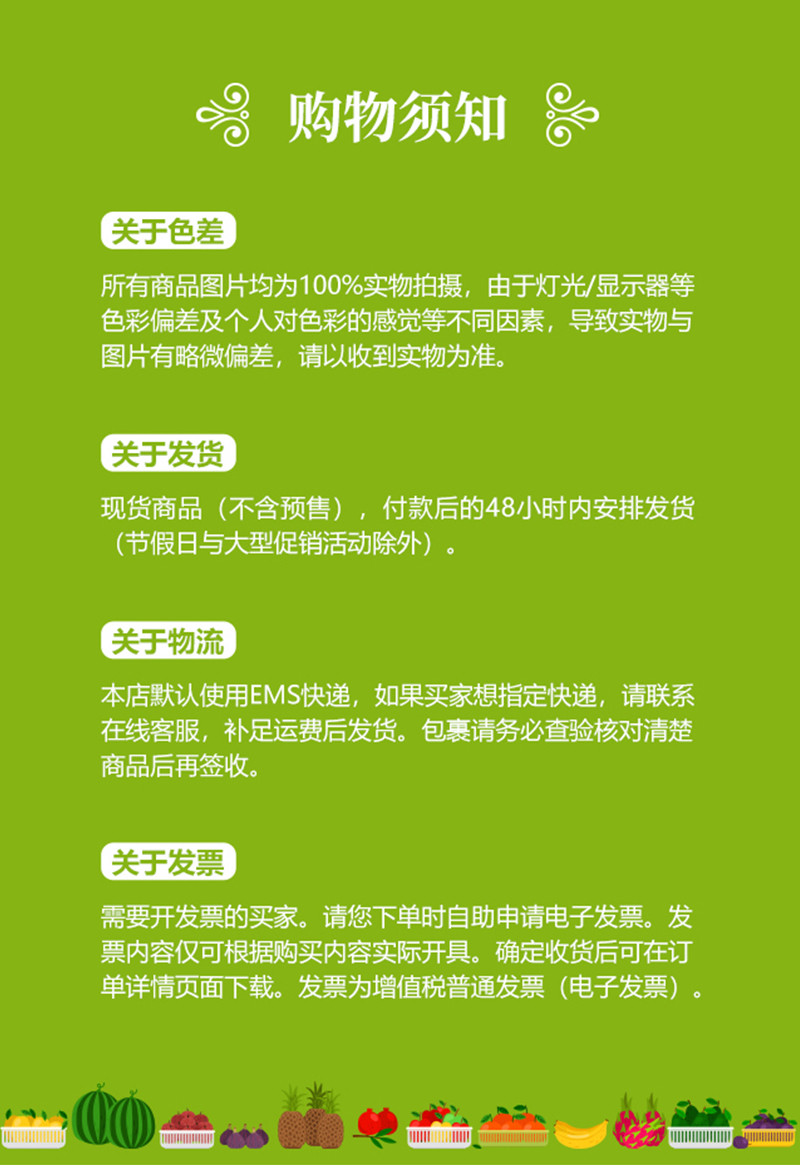 购物须知
关于色差
所有商品图片均为100%实物拍摄，由于灯光/显示器等
色彩偏差及个人对色彩的感觉等不同因素，导致实物与
图片有略微偏差，请以收到实物为准。
关于发货
现货商品（不含预售），付款后的48小时内安排发货
（节假日与大型促销活动除外）。
关于物流
本店默认使用EMS快递，如果买家想指定快递，请联系
在线客服，补足运费后发货。包裹请务必查验核对清楚
商品后再签收。
关于发票
需要开发票的买家。请您下单时自助申请电子发票。发
票内容仅可根据购买内容实际开具。确定收货后可在订
单详情页面下载。发票为增值税普通发票（电子发票）。